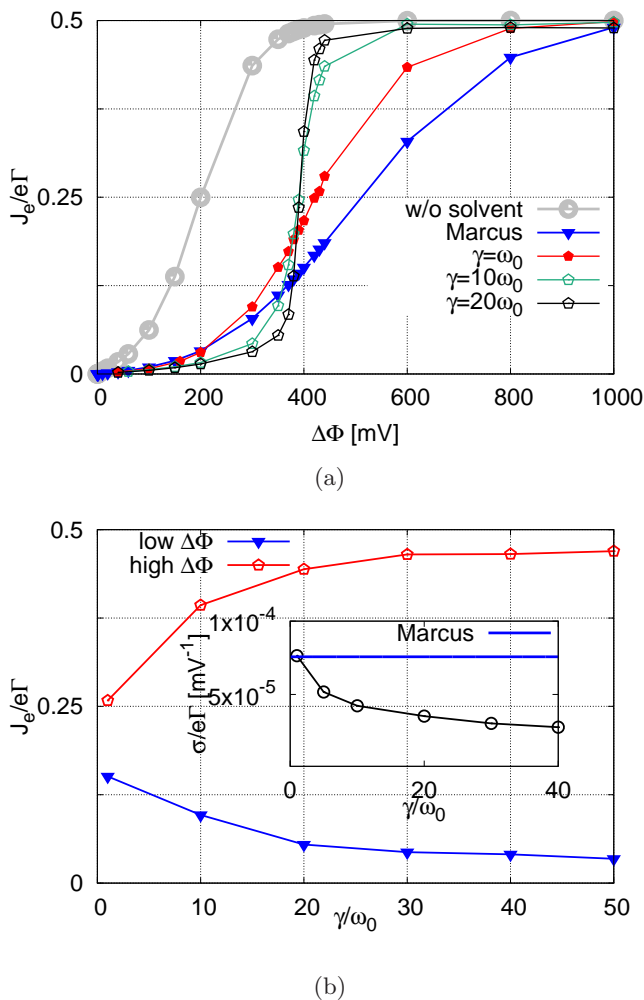 0.5
0.25
0
J_e/eΓ
w/o solvent
Marcus
γ=ω_0
γ=10ω_0
γ=20ω_0
0 200 400 600 800 1000
ΔΦ [mV]
(a)
0.5
0.25
0
J_e/eΓ
low ΔΦ
high ΔΦ
1x10^{-4}
5x10^{-5}
σ/eΓ [mV^{-1}]
Marcus
0 20 40
γ/ω_0
0 10 20 30 40 50
γ/ω_0
(b)